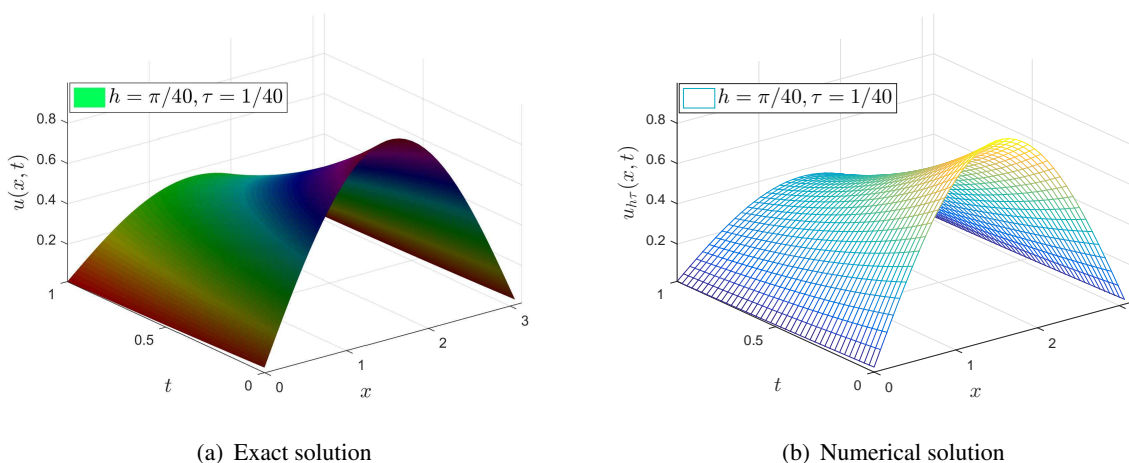 h = π/40, τ = 1/40
0.8
0.6
0.4
0.2
u(x, t)
1
0.5
0
t
0
1
2
3
x
(a) Exact solution
h = π/40, τ = 1/40
0.8
0.6
0.4
0.2
u_{hτ}(x, t)
1
0.5
0
t
0
1
2
x
(b) Numerical solution